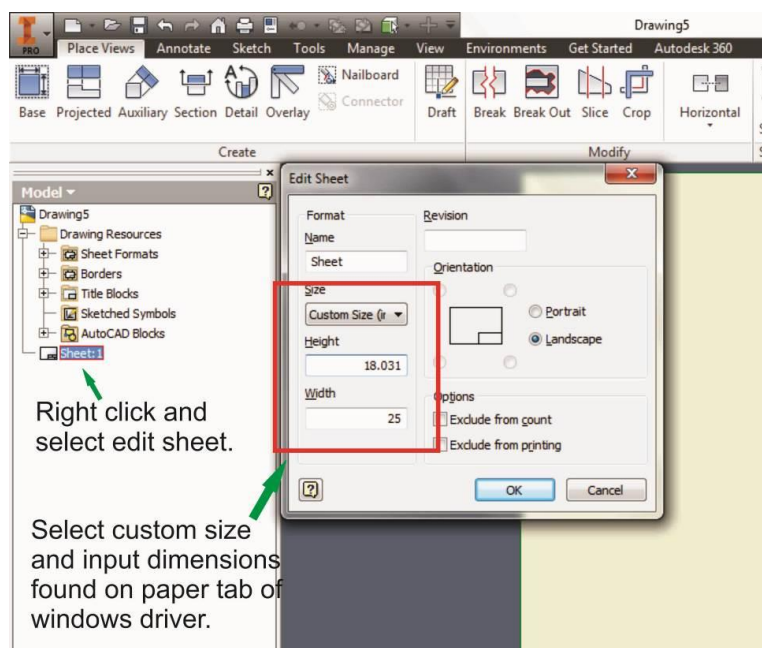 Drawing5
PRO Place Views Annotate Sketch Tools Manage View Environments Get Started Autodesk 360
Base Projected Auxiliary Section Detail Overlay
Nailboard
Connector
Draft
Break Break Out Slice Crop
Horizontal
Create
Modify
Model
Drawing5
Drawing Resources
Sheet Formats
Borders
Title Blocks
Sketched Symbols
AutoCAD Blocks
Sheet:1
Right click and
select edit sheet.
Select custom size
and input dimensions
found on paper tab of
windows driver.
Edit Sheet
Format
Name
Sheet
Size
Custom Size (ir
Height
18.031
Width
25
Revision
Orientation
Portrait
Landscape
Options
Exclude from count
Exclude from printing
OK
Cancel